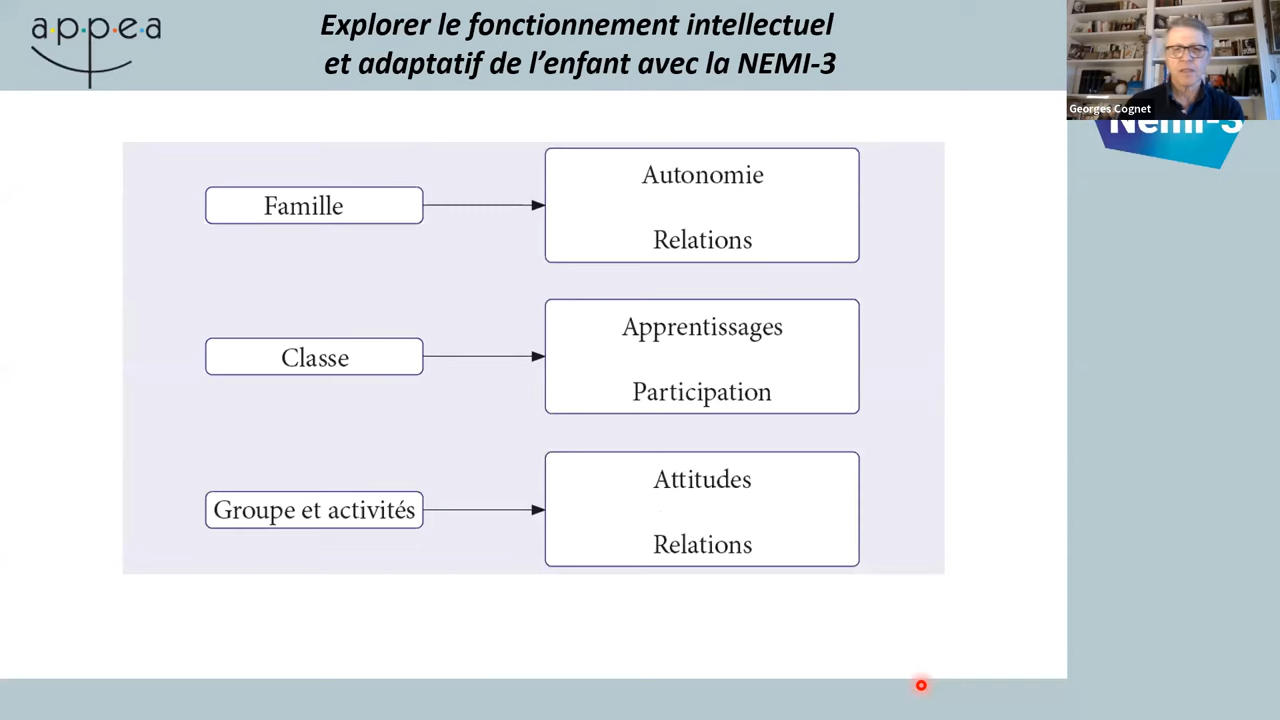 a·p·p·e·a
Explorer le fonctionnement intellectuel
et adaptatif de l’enfant avec la NEMI-3
Georges Cognet
Nemi-3
Famille
Autonomie
Relations
Classe
Apprentissages
Participation
Groupe et activités
Attitudes
Relations